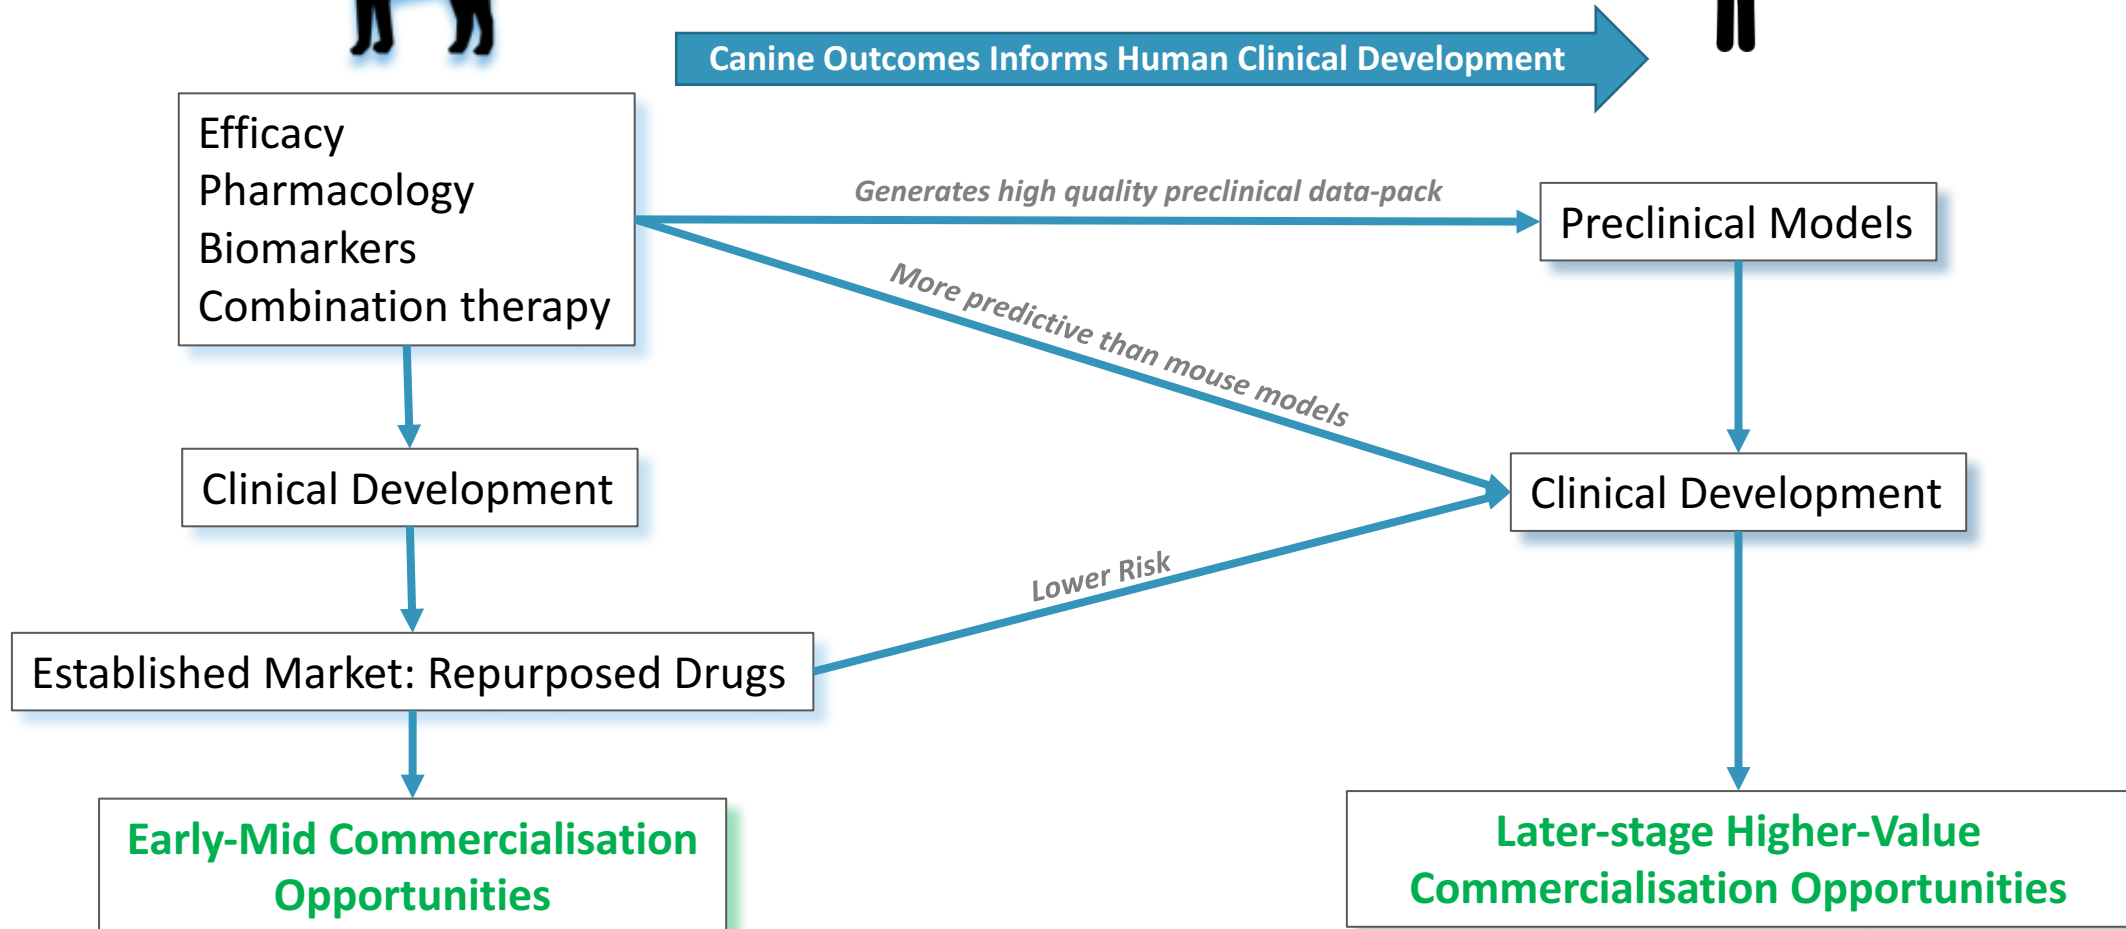 Canine Outcomes Informs Human Clinical Development
Efficacy
Pharmacology
Biomarkers
Combination therapy
Generates high quality preclinical data-pack
Preclinical Models
More predictive than mouse models
Clinical Development
Clinical Development
Lower Risk
Established Market: Repurposed Drugs
Early-Mid Commercialisation
Opportunities
Later-stage Higher-Value
Commercialisation Opportunities